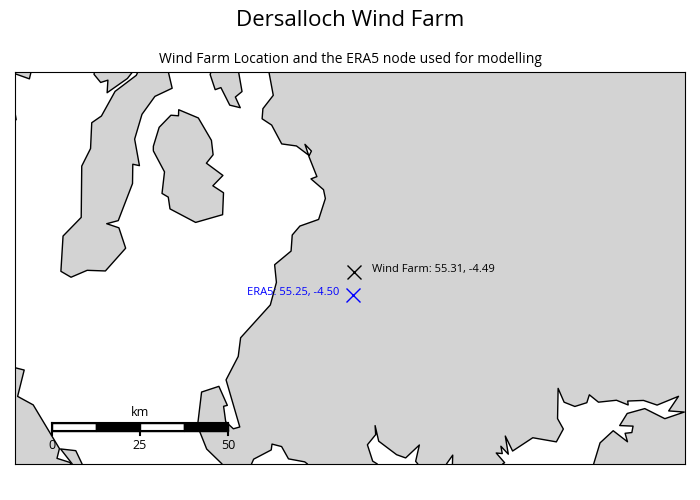 Dersalloch Wind Farm
Wind Farm Location and the ERA5 node used for modelling
Wind Farm: 55.31, -4.49
ERA5: 55.25, -4.50
km
0 25 50